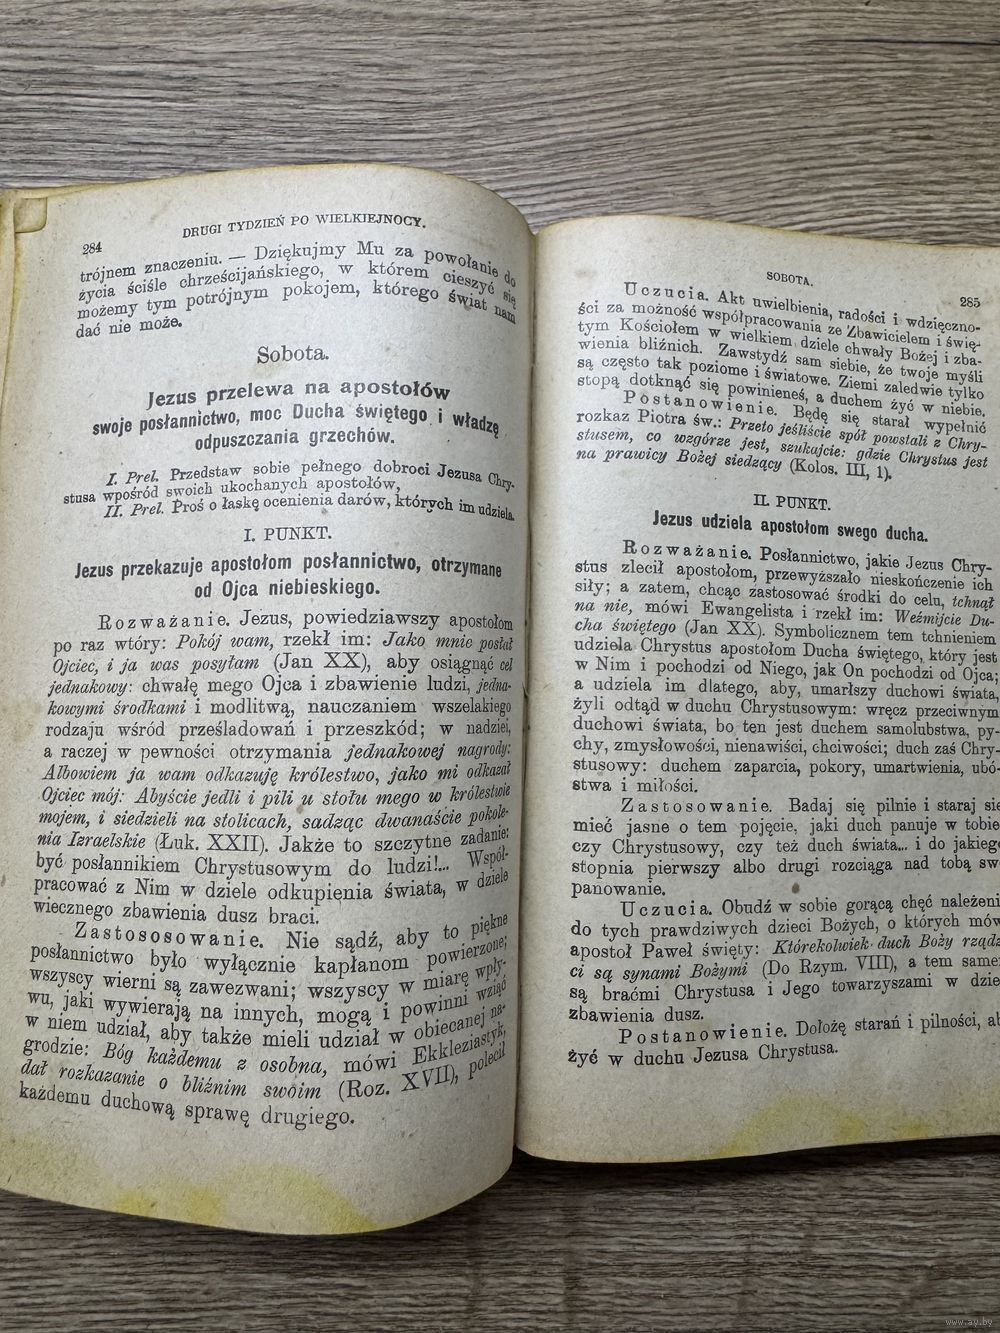 284
DRUGI TYDZIEŃ PO WIELKIEJNOCY.
trójnem znaczeniu. — Dziękujmy Mu za powołanie do
życia ściśle chrześcijańskiego, w którem cieszyć się
możemy tym potrójnym pokojem, którego świat nam
dać nie może.
Sobota.
Jezus przelewa na apostołów
swoje posłannictwo, moc Ducha świętego i władzę
odpuszczania grzechów.
I. Prel. Przedstaw sobie pełnego dobroci Jezusa Chry-
stusa wpośród swoich ukochanych apostołów,
II. Prel. Proś o łaskę ocenienia darów, których im udziela.
I. PUNKT.
Jezus przekazuje apostołom posłannictwo, otrzymane
od Ojca niebieskiego.
Rozważanie. Jezus, powiedziawszy apostołom
po raz wtóry: Pokój wam, rzekł im: Jako mnie posłał
Ojciec, i ja was posyłam (Jan XX), aby osiągnąć cel
jednakowy: chwałę mego Ojca i zbawienie ludzi, jedna-
kowymi środkami i modlitwą, nauczaniem wszelakiego
rodzaju wśród prześladowań i przeszkód; w nadziei,
a raczej w pewności otrzymania jednakowej nagrody:
Albowiem ja wam odkazuję królestwo, jako mi odkazał
Ojciec mój: Abyście jedli i pili u stołu mego w królestwie
mojem, i siedzieli na stolicach, sadząc dwanaście pokole-
nia Izraelskie (Łuk. XXII). Jakże to szczytne zadanie:
być posłannikiem Chrystusowym do ludzi!... Współ-
pracować z Nim w dziele odkupienia świata, w dziele
wiecznego zbawienia dusz braci.
Zastososowanie. Nie sądź, aby to piękne
posłannictwo było wyłącznie kapłanom powierzone;
wszyscy wierni są zawezwani; wszyscy w miarę wpły-
wu, jaki wywierają na innych, mogą i powinni wziąć
w niem udział, aby także mieli udział w obiecanej na-
grodzie: Bóg każdemu z osobna, mówi Ekkleziastyk,
dał rozkazanie o bliźnim swoim (Roz. XVII), polecił
każdemu duchową sprawę drugiego.
SOBOTA.
285
Uczucia. Akt uwielbienia, radości i wdzięczno-
ści za możność współpracowania ze Zbawicielem i świę-
tym Kościołem w wielkiem dziele chwały Bożej i zba-
wienia bliźnich. Zawstydź sam siebie, że twoje myśli
są często tak poziome i światowe. Ziemi zaledwie tylko
stopą dotknąć się powinieneś, a duchem żyć w niebie.
Postanowienie. Będę się starał wypełnić
rozkaz Piotra św.: Przeto jeśliście spół powstali z Chry-
stusem, co wzgórze jest, szukajcie: gdzie Chrystus jest
na prawicy Bożej siedzący (Kolos. III, 1).
II. PUNKT.
Jezus udziela apostołom swego ducha.
Rozważanie. Posłannictwo, jakie Jezus Chry-
stus zlecił apostołom, przewyższało nieskończenie ich
siły; a zatem, chcąc zastosować środki do celu, tchnął
na nie, mówi Ewangelista i rzekł im: Weźmijcie Du-
cha świętego (Jan XX). Symbolicznem tem tchnieniem
udziela Chrystus apostołom Ducha świętego, który jest
w Nim i pochodzi od Niego, jak On pochodzi od Ojca;
a udziela im dlatego, aby, umarłszy duchowi świata,
żyli odtąd w duchu Chrystusowym: wręcz przeciwnym
duchowi świata, bo ten jest duchem samolubstwa, py-
chy, zmysłowości, nienawiści, chciwości; duch zaś Chry-
stusowy: duchem zaparcia, pokory, umartwienia, ubó-
stwa i miłości.
Zastosowanie. Badaj się pilnie i staraj się
mieć jasne o tem pojęcie, jaki duch panuje w tobie
czy Chrystusowy, czy też duch świata... i do jakiego
stopnia pierwszy albo drugi rozciąga nad tobą sw
panowanie.
Uczucia. Obudź w sobie gorącą chęć należeni
do tych prawdziwych dzieci Bożych, o których mów
apostoł Paweł święty: Którekolwiek duch Boży rządz
ci są synami Bożymi (Do Rzym. VIII), a tem same
są braćmi Chrystusa i Jego towarzyszami w dzie
zbawienia dusz.
Postanowienie. Dołożę starań i pilności, ab
żyć w duchu Jezusa Chrystusa.
www.ay.by